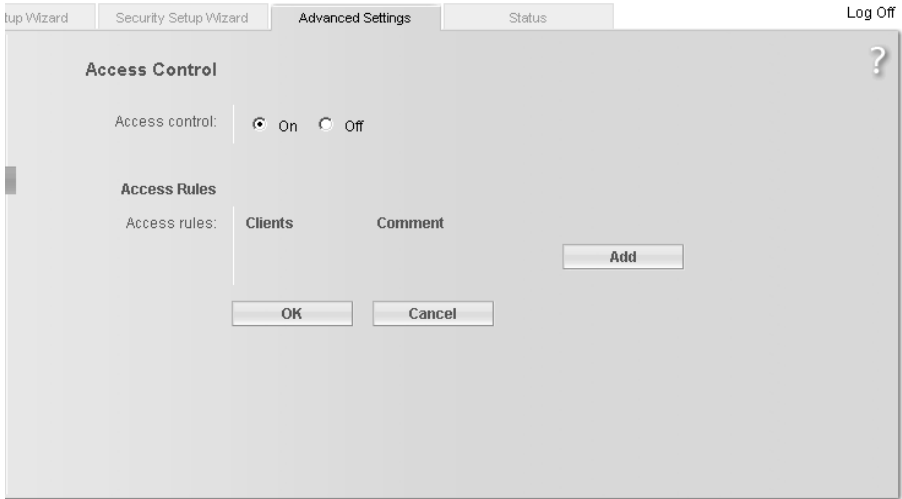 tup Wizard Security Setup Wizard Advanced Settings Status Log Off
?
Access Control
Access control: On Off
Access Rules
Access rules: Clients Comment
Add
OK Cancel